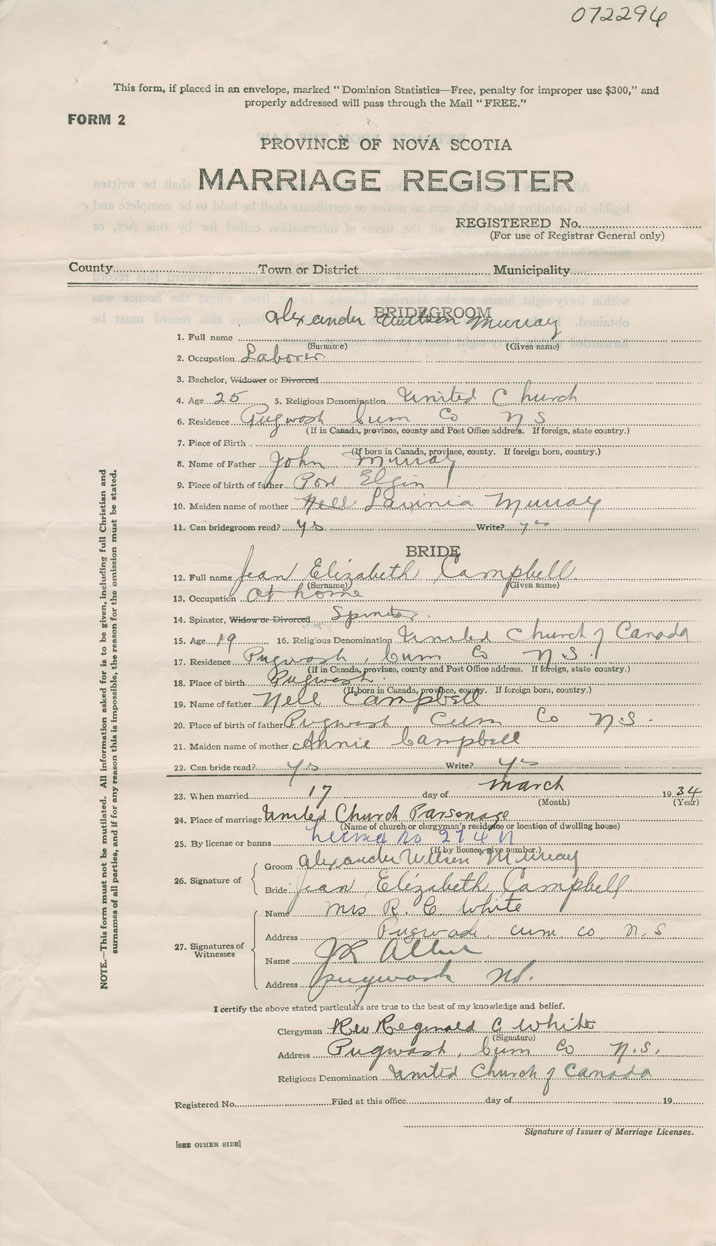 072296
This form, if placed in an envelope, marked "Dominion Statistics—Free, penalty for improper use $300," and
properly addressed will pass through the Mail "FREE."
FORM 2
PROVINCE OF NOVA SCOTIA
MARRIAGE REGISTER
REGISTERED No.
(For use of Registrar General only)
County Town or District Municipality
BRIDEGROOM
1. Full name Alexander Murray
(Surname) (Given name)
2. Occupation Laborer
3. Bachelor, Widower or Divorced
4. Age 25 5. Religious Denomination United Church
6. Residence Pugwash Cum Co N S
(If in Canada, province, county and Post Office address. If foreign, state country.)
7. Place of Birth
(If born in Canada, province, county. If foreign born, country.)
8. Name of Father John Murray
9. Place of birth of father Port Elgin
10. Maiden name of mother Nell Lavinia Murray
11. Can bridegroom read? yes Write? yes
BRIDE
12. Full name Jean Elizabeth Campbell
(Surname) (Given name)
13. Occupation at home
14. Spinster, Widow or Divorced Spinster
15. Age 19 16. Religious Denomination United Church of Canada
17. Residence Pugwash, Cum Co N S.
(If in Canada, province, county and Post Office address. If foreign, state country.)
18. Place of birth Pugwash.
(If born in Canada, province, county. If foreign born, country.)
19. Name of father Neil Campbell
20. Place of birth of father Pugwash Cum Co N.S.
21. Maiden name of mother Annie Campbell
22. Can bride read? yes Write? yes
23. When married 17 day of March 1934
(Month) (Year)
24. Place of marriage United Church Parsonage
(Name of church or clergyman's residence or location of dwelling house)
25. By license or banns License no
(If by licence, give number.)
26. Signature of Groom Alexander Wilson Murray
Bride Jean Elizabeth Campbell
27. Signatures of Witnesses
Name Mrs R. C. White
Address Pugwash Cum Co N.S
Name
Address Pugwash NS.
I certify the above stated particulars are true to the best of my knowledge and belief.
Clergyman Rev Reginald C White
(Signature)
Address Pugwash, Cum Co N.S.
Religious Denomination United Church of Canada
Registered No. Filed at this office day of 19
Signature of Issuer of Marriage Licenses.
[SEE OTHER SIDE]
NOTE.—This form must not be mutilated. All information asked for is to be given, including full Christian and
surnames of all parties, and if for any reason this is impossible, the reason for the omission must be stated.